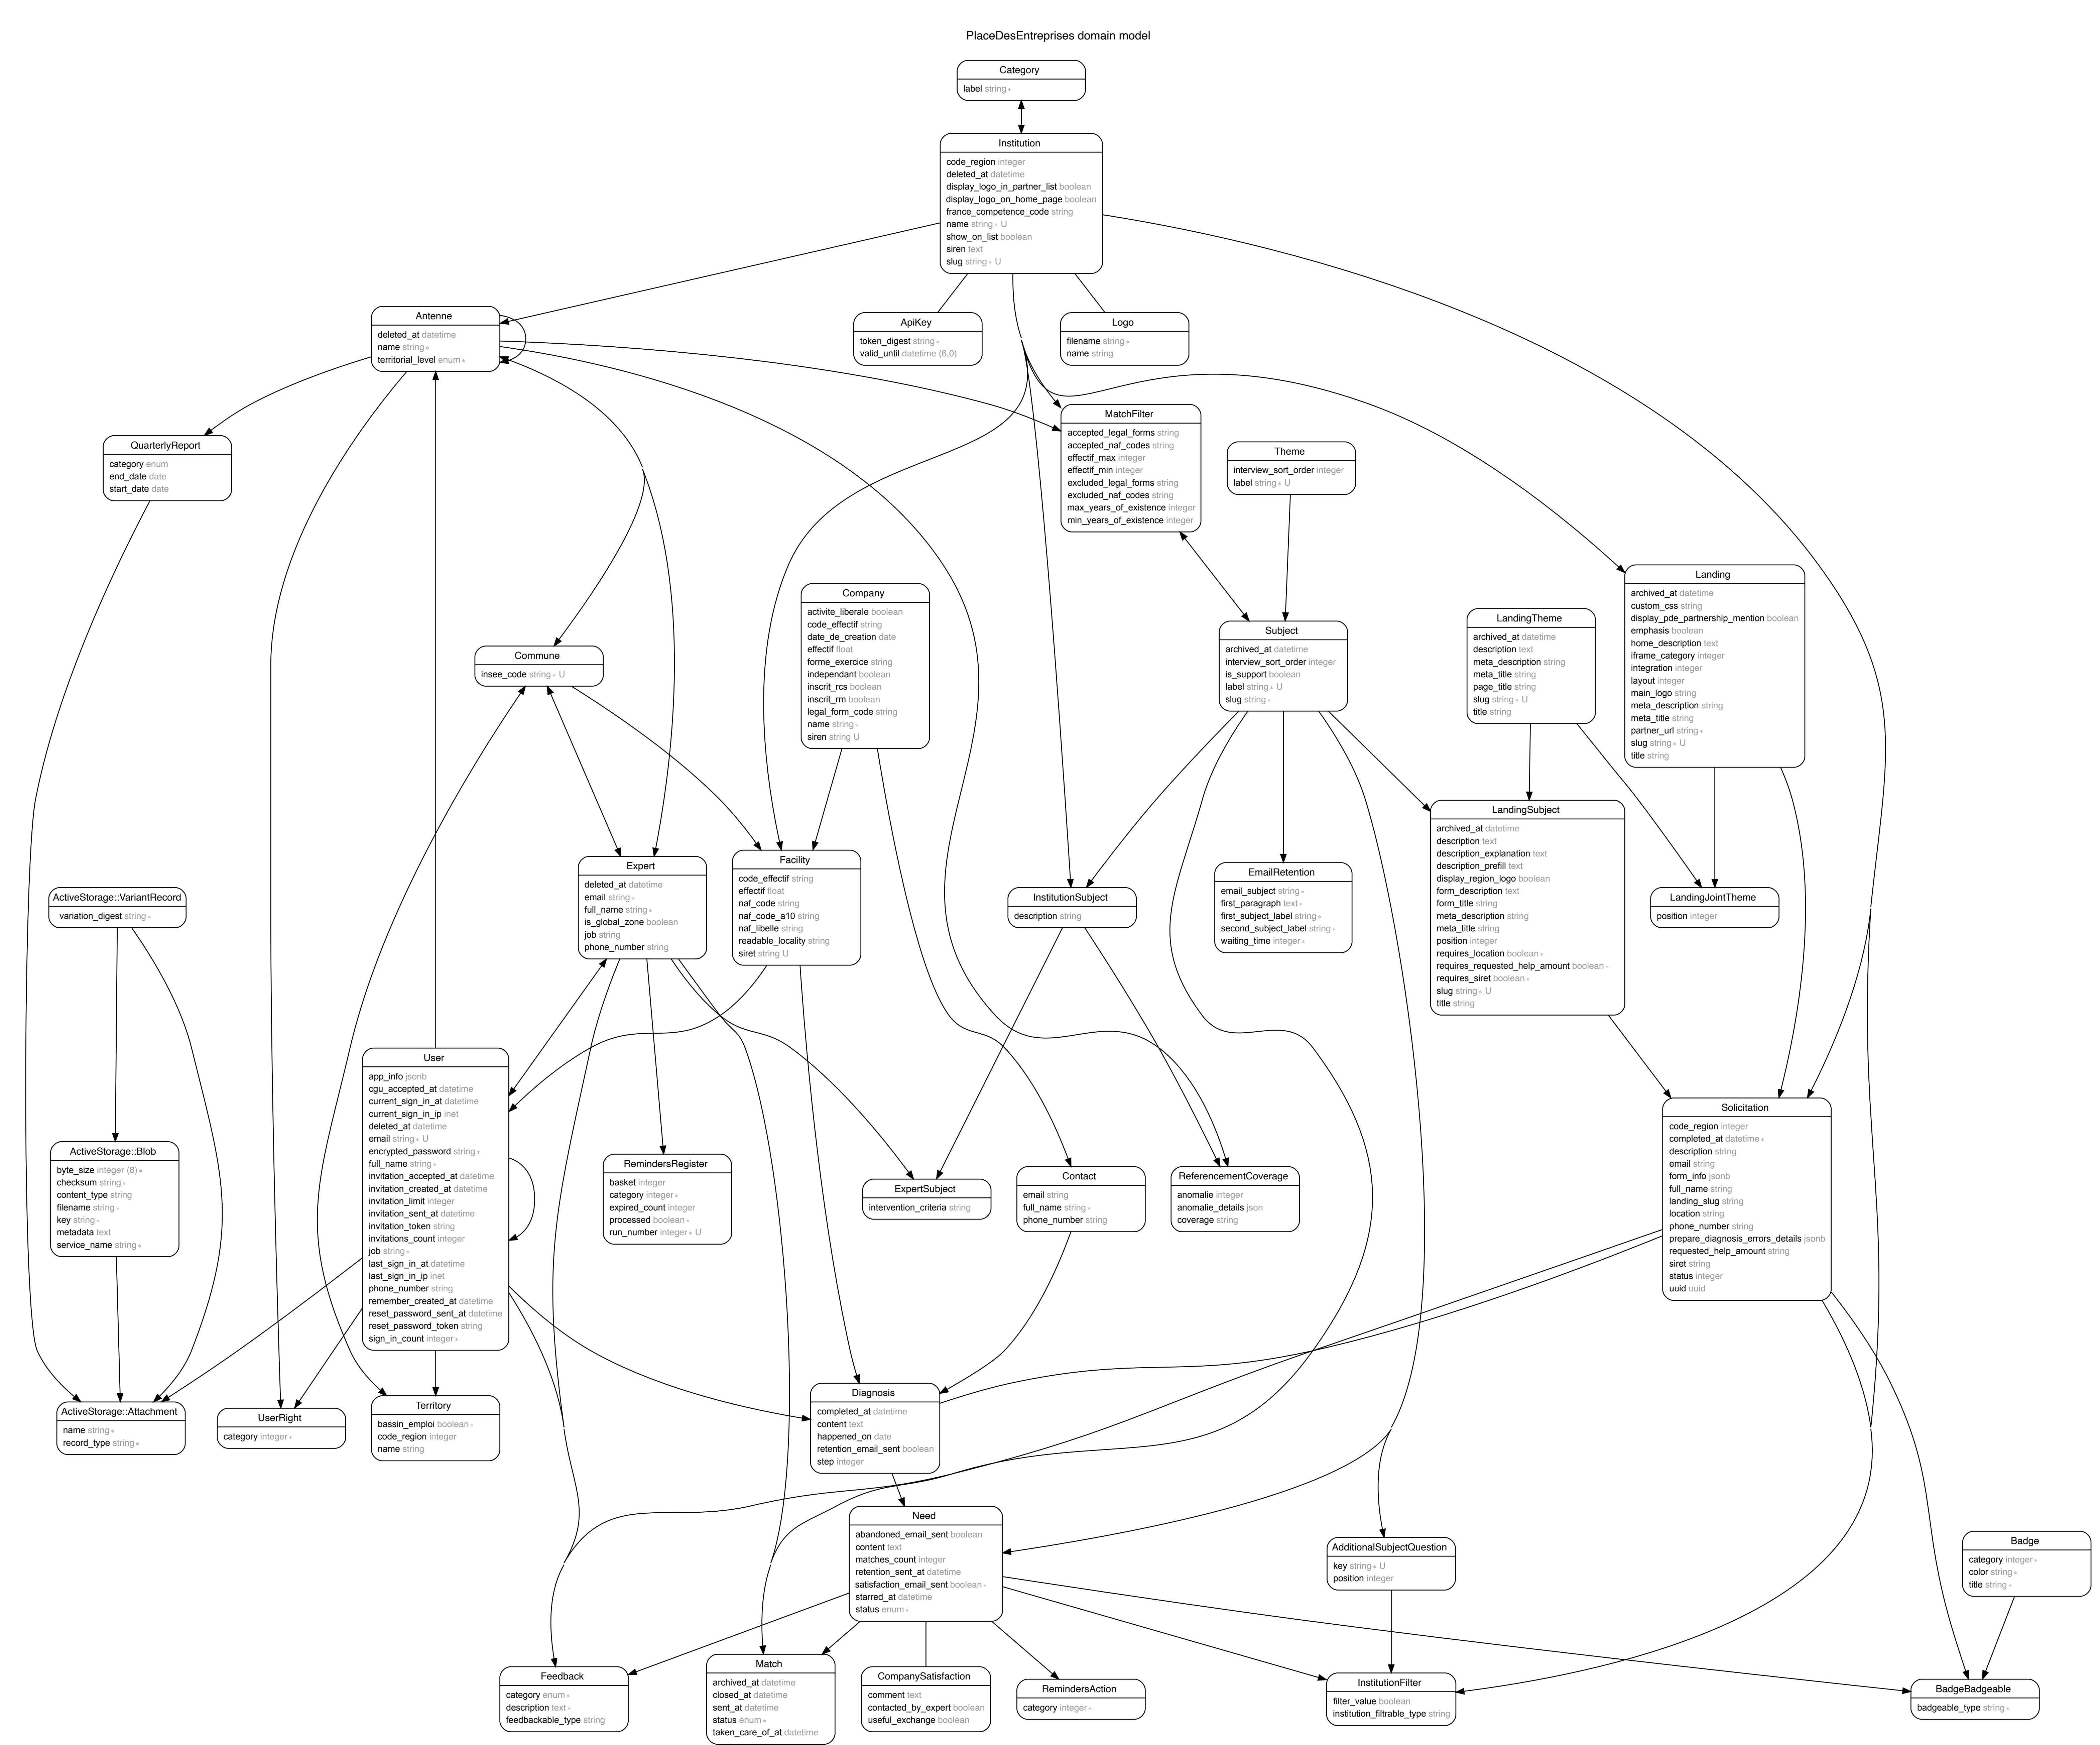 PlaceDesEntreprises domain model
Category
label string ∗
Institution
code_region integer
deleted_at datetime
display_logo_in_partner_list boolean
display_logo_on_home_page boolean
france_competence_code string
name string ∗ U
show_on_list boolean
siren text
slug string ∗ U
Antenne
deleted_at datetime
name string ∗
territorial_level enum ∗
ApiKey
token_digest string ∗
valid_until datetime (6,0)
Logo
filename string ∗
name string
MatchFilter
accepted_legal_forms string
accepted_naf_codes string
effectif_max integer
effectif_min integer
excluded_legal_forms string
excluded_naf_codes string
max_years_of_existence integer
min_years_of_existence integer
QuarterlyReport
category enum
end_date date
start_date date
Theme
interview_sort_order integer
label string ∗ U
Landing
archived_at datetime
custom_css string
display_pde_partnership_mention boolean
emphasis boolean
home_description text
iframe_category integer
integration integer
layout integer
main_logo string
meta_description string
meta_title string
partner_url string ∗
slug string ∗ U
title string
Company
activite_liberale boolean
code_effectif string
date_de_creation date
effectif float
forme_exercice string
independant boolean
inscrit_rcs boolean
inscrit_rm boolean
legal_form_code string
name string ∗
siren string U
LandingTheme
archived_at datetime
description text
meta_description string
meta_title string
page_title string
slug string ∗ U
title string
Subject
archived_at datetime
interview_sort_order integer
is_support boolean
label string ∗ U
slug string ∗
Commune
insee_code string ∗ U
LandingSubject
archived_at datetime
description text
description_explanation text
description_prefill text
display_region_logo boolean
form_description text
form_title string
meta_description string
meta_title string
position integer
requires_location boolean ∗
requires_requested_help_amount boolean ∗
requires_siret boolean ∗
slug string ∗ U
title string
Facility
code_effectif string
effectif float
naf_code string
naf_code_a10 string
naf_libelle string
readable_locality string
siret string U
Expert
deleted_at datetime
email string ∗
full_name string ∗
is_global_zone boolean
job string
phone_number string
EmailRetention
email_subject string ∗
first_paragraph text ∗
first_subject_label string ∗
second_subject_label string ∗
waiting_time integer ∗
ActiveStorage::VariantRecord
variation_digest string ∗
InstitutionSubject
description string
LandingJointTheme
position integer
User
app_info jsonb
cgu_accepted_at datetime
current_sign_in_at datetime
current_sign_in_ip inet
deleted_at datetime
email string ∗ U
encrypted_password string ∗
full_name string ∗
invitation_accepted_at datetime
invitation_created_at datetime
invitation_limit integer
invitation_sent_at datetime
invitation_token string
invitations_count integer
job string ∗
last_sign_in_at datetime
last_sign_in_ip inet
phone_number string
remember_created_at datetime
reset_password_sent_at datetime
reset_password_token string
sign_in_count integer ∗
Solicitation
code_region integer
completed_at datetime ∗
description string
email string
form_info jsonb
full_name string
landing_slug string
location string
phone_number string
prepare_diagnosis_errors_details jsonb
requested_help_amount string
siret string
status integer
uuid uuid
ActiveStorage::Blob
byte_size integer (8) ∗
checksum string ∗
content_type string
filename string ∗
key string ∗
metadata text
service_name string ∗
RemindersRegister
basket integer
category integer ∗
expired_count integer
processed boolean ∗
run_number integer ∗ U
ExpertSubject
intervention_criteria string
Contact
email string
full_name string ∗
phone_number string
ReferencementCoverage
anomalie integer
anomalie_details json
coverage string
Diagnosis
completed_at datetime
content text
happened_on date
retention_email_sent boolean
step integer
ActiveStorage::Attachment
name string ∗
record_type string ∗
UserRight
category integer ∗
Territory
bassin_emploi boolean ∗
code_region integer
name string
Need
abandoned_email_sent boolean
content text
matches_count integer
retention_sent_at datetime
satisfaction_email_sent boolean ∗
starred_at datetime
status enum ∗
AdditionalSubjectQuestion
key string ∗ U
position integer
Badge
category integer ∗
color string ∗
title string ∗
Feedback
category enum ∗
description text ∗
feedbackable_type string
Match
archived_at datetime
closed_at datetime
sent_at datetime
status enum ∗
taken_care_of_at datetime
CompanySatisfaction
comment text
contacted_by_expert boolean
useful_exchange boolean
RemindersAction
category integer ∗
InstitutionFilter
filter_value boolean
institution_filtrable_type string
BadgeBadgeable
badgeable_type string ∗